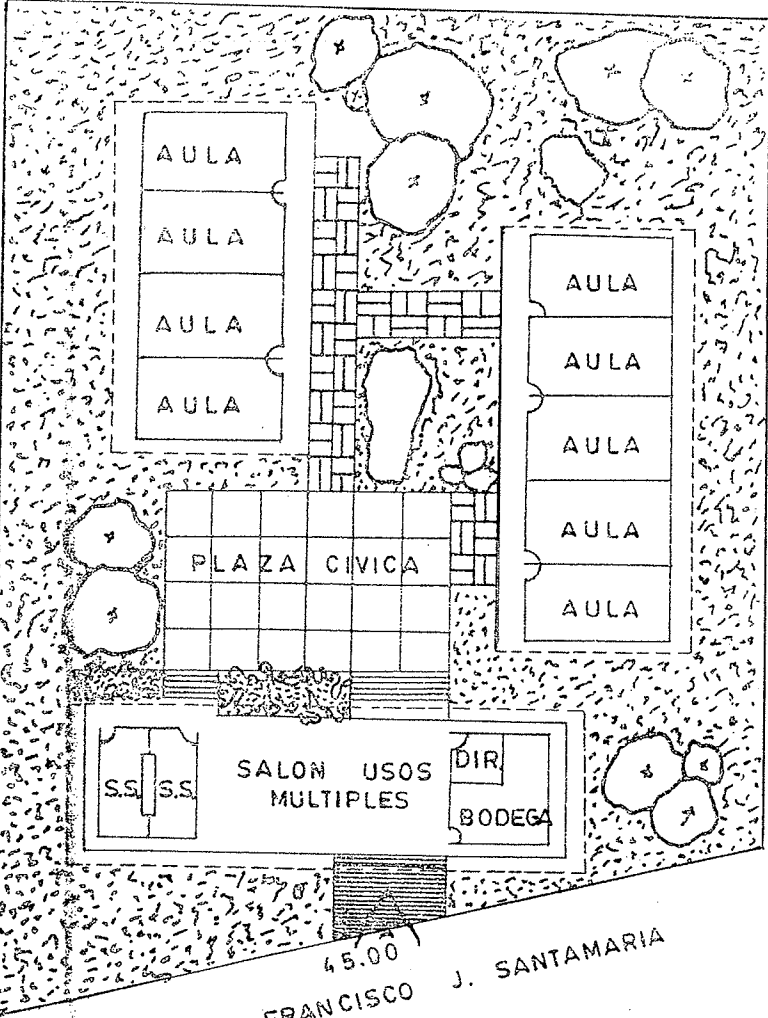 AULA
AULA
AULA
AULA
AULA
AULA
AULA
AULA
AULA
PLAZA CIVICA
S.S. S.S.
SALON USOS
MULTIPLES
DIR.
BODEGA
45.00
FRANCISCO J. SANTAMARIA